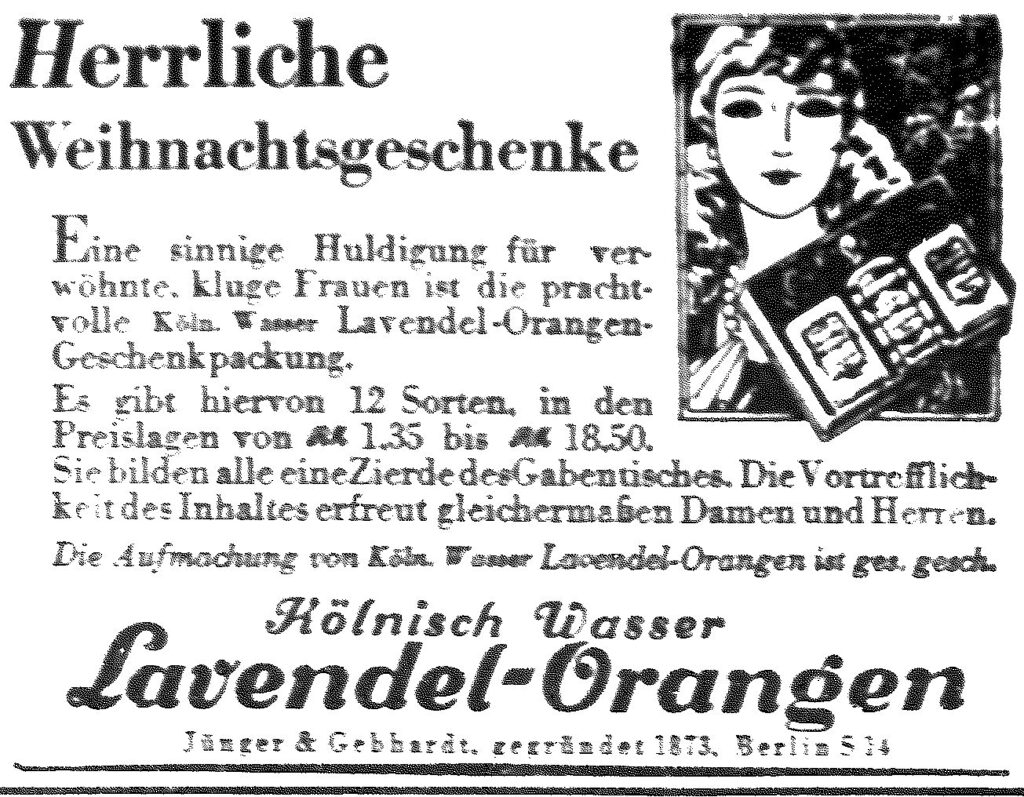 Herrliche
Weihnachtsgeschenke
Eine sinnige Huldigung für ver-
wöhnte, kluge Frauen ist die pracht-
volle Köln. Wasser Lavendel-Orangen-
Geschenkpackung.
Es gibt hiervon 12 Sorten, in den
Preislagen von M 1.35 bis M 18.50.
Sie bilden alle eine Zierde des Gabentisches. Die Vortrefflich-
keit des Inhaltes erfreut gleichermaßen Damen und Herren.
Die Aufmachung von Köln. Wasser Lavendel-Orangen ist ges. gesch.
Kölnisch Wasser
Lavendel-Orangen
Jünger & Gebhardt, gegründet 1873, Berlin S 14